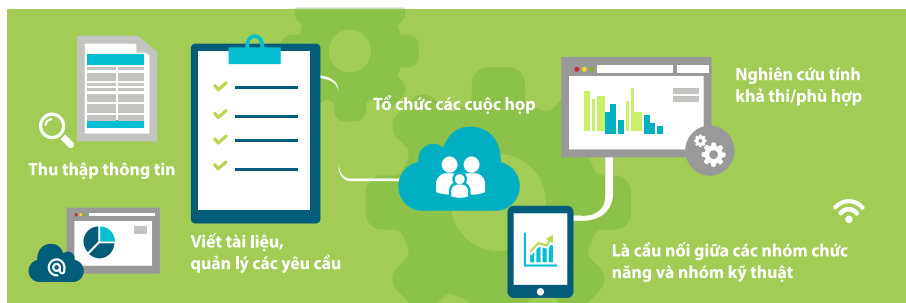 Thu thập thông tin
Viết tài liệu,
quản lý các yêu cầu
Tổ chức các cuộc họp
Nghiên cứu tính
khả thi/phù hợp
Là cầu nối giữa các nhóm chức
năng và nhóm kỹ thuật
@